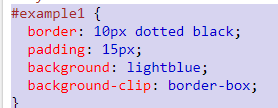 #example1 {
  border: 10px dotted black;
  padding: 15px;
  background: lightblue;
  background-clip: border-box;
}